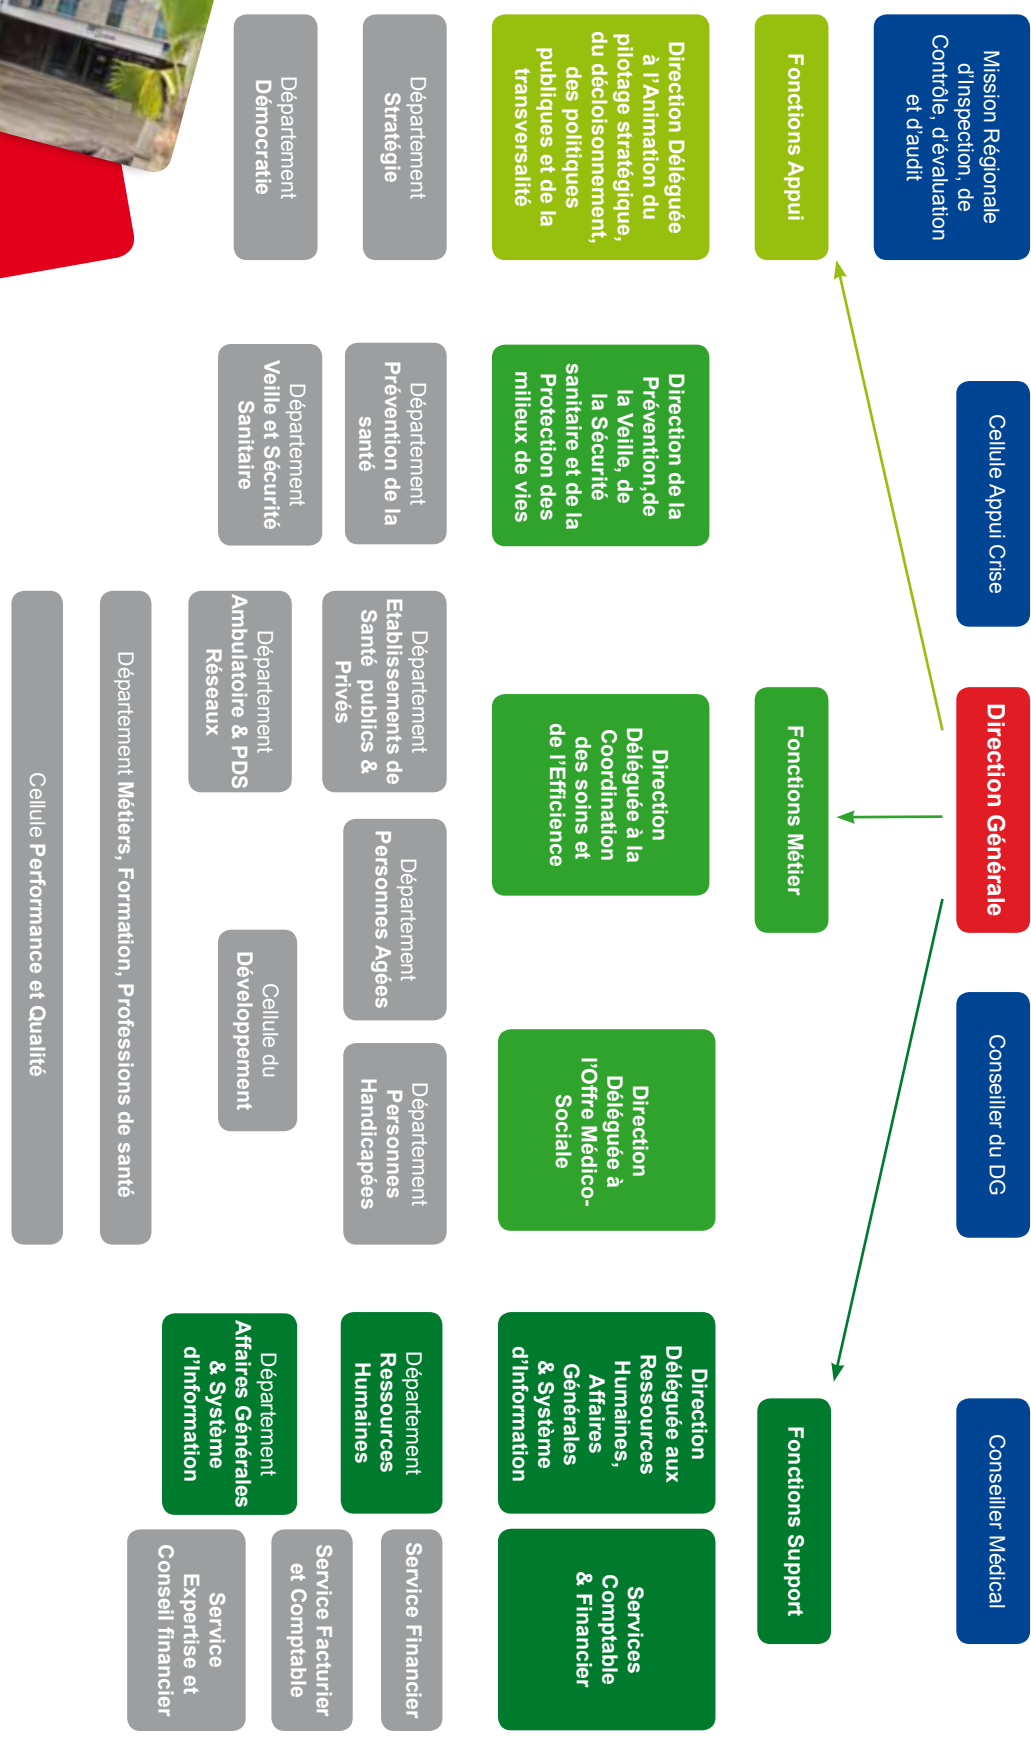 Mission Régionale
d'Inspection, de
Contrôle, d'évaluation
et d'audit
Cellule Appui Crise
Direction Générale
Conseiller du DG
Conseiller Médical
Fonctions Appui
Fonctions Métier
Fonctions Support
Direction Déléguée
à l'Animation du
pilotage stratégique,
du décloisonnement,
des politiques
publiques et de la
transversalité
Direction de la
Prévention,de
la Veille, de
la Sécurité
sanitaire et de la
Protection des
milieux de vies
Direction
Déléguée à la
Coordination
des soins et
de l'Efficience
Direction
Déléguée à
l'Offre Médico-
Sociale
Direction
Déléguée aux
Ressources
Humaines,
Affaires
Générales
& Système
d'Information
Services
Comptable
& Financier
Département
Stratégie
Département
Démocratie
Département
Prévention de la
santé
Département
Veille et Sécurité
Sanitaire
Département
Etablissements de
Santé publics &
Privés
Département
Ambulatoire & PDS
Réseaux
Département
Personnes Agées
Département
Personnes
Handicapées
Cellule du
Développement
Département Métiers, Formation, Professions de santé
Cellule Performance et Qualité
Département
Ressources
Humaines
Département
Affaires Générales
& Système
d'Information
Service Financier
Service Facturier
et Comptable
Service
Expertise et
Conseil financier